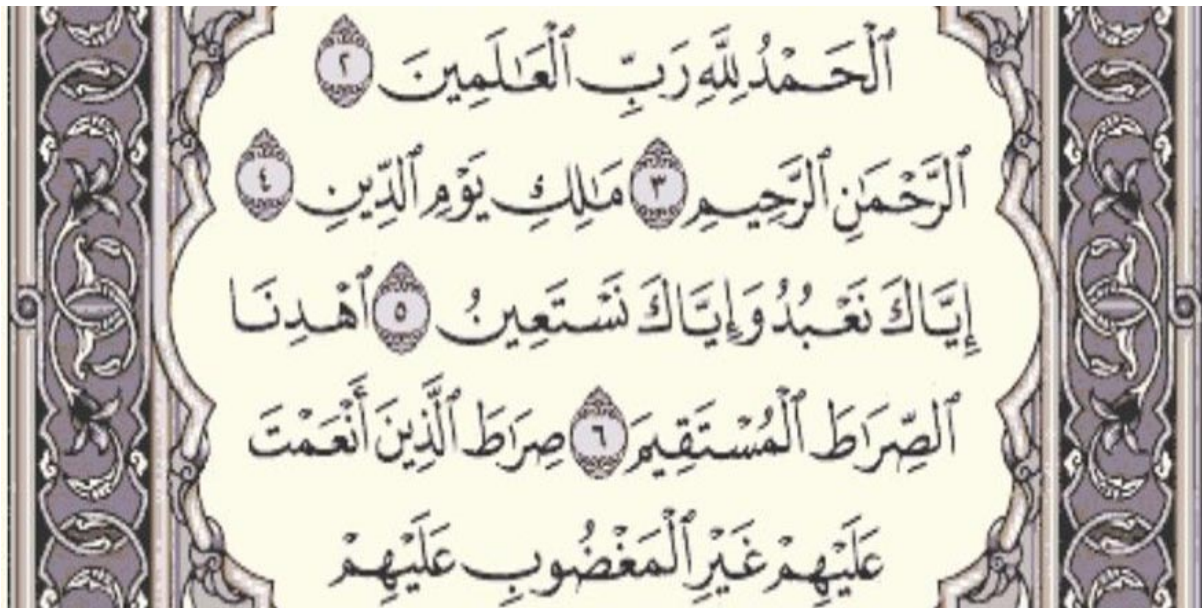 ٱلْحَمْدُ لِلَّهِ رَبِّ ٱلْعَـٰلَمِينَ ٢
ٱلرَّحْمَـٰنِ ٱلرَّحِيمِ ٣ مَـٰلِكِ يَوْمِ ٱلدِّينِ ٤
إِيَّاكَ نَعْبُدُ وَإِيَّاكَ نَسْتَعِينُ ٥ ٱهْدِنَا
ٱلصِّرَٰطَ ٱلْمُسْتَقِيمَ ٦ صِرَٰطَ ٱلَّذِينَ أَنْعَمْتَ
عَلَيْهِمْ غَيْرِ ٱلْمَغْضُوبِ عَلَيْهِمْ